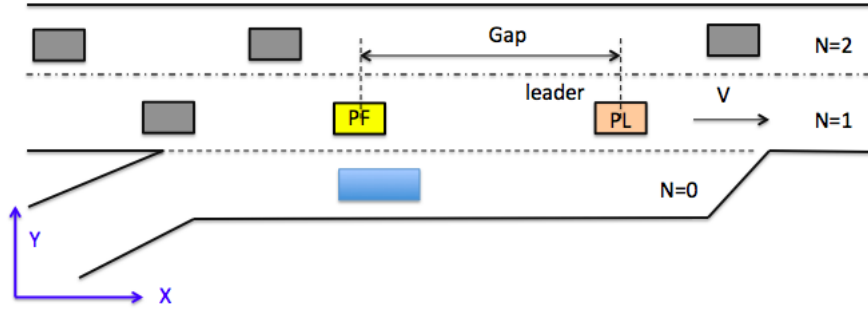 Gap
N=2
leader
V
PF
PL
N=1
N=0
Y
X